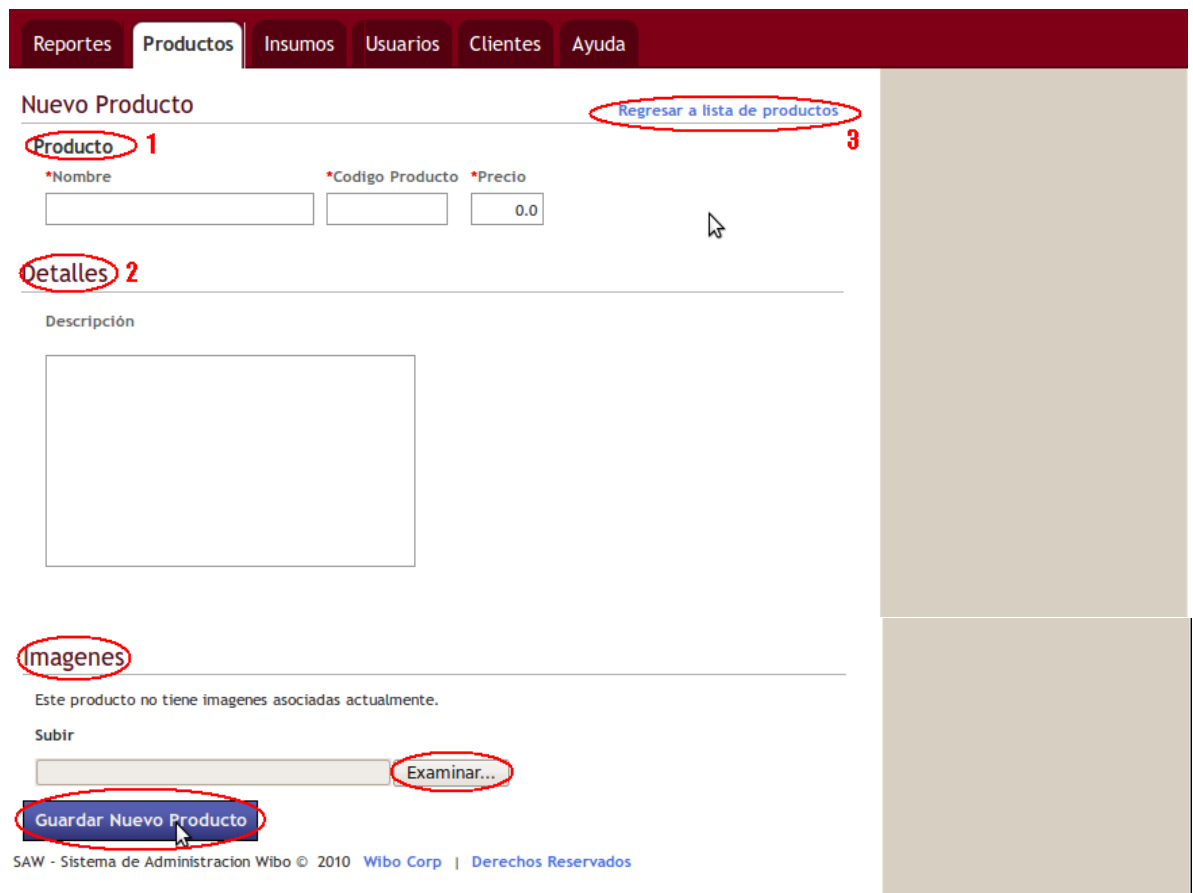 Reportes Productos Insumos Usuarios Clientes Ayuda
Nuevo Producto
Regresar a lista de productos
3
Producto 1
*Nombre *Codigo Producto *Precio
0.0
Detalles 2
Descripción
Imagenes
Este producto no tiene imagenes asociadas actualmente.
Subir
Examinar...
Guardar Nuevo Producto
SAW - Sistema de Administracion Wibo © 2010 Wibo Corp | Derechos Reservados